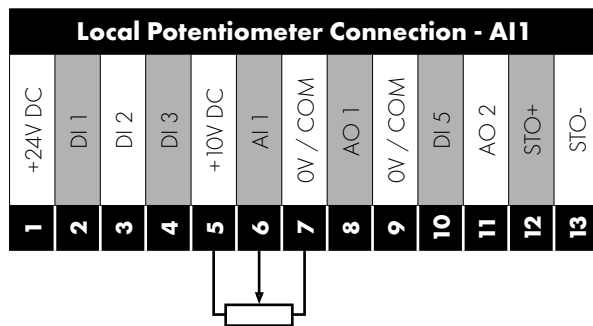 Local Potentiometer Connection - AI1
+24V DC
DI 1
DI 2
DI 3
+10V DC
AI 1
0V / COM
AO 1
0V / COM
DI 5
AO 2
STO+
STO-
1
2
3
4
5
6
7
8
9
10
11
12
13